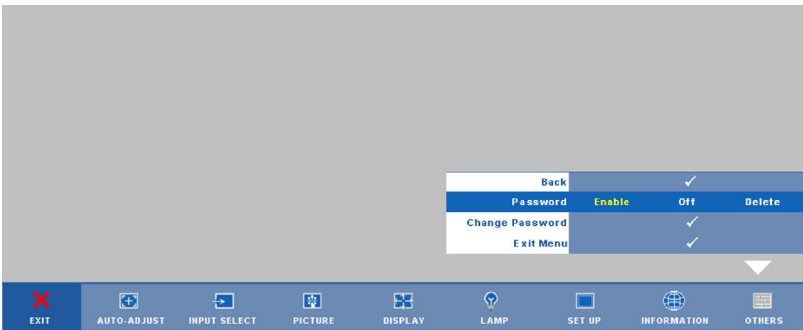 Back
Password Enable Off Delete
Change Password
Exit Menu
EXIT AUTO-ADJUST INPUT SELECT PICTURE DISPLAY LAMP SET UP INFORMATION OTHERS